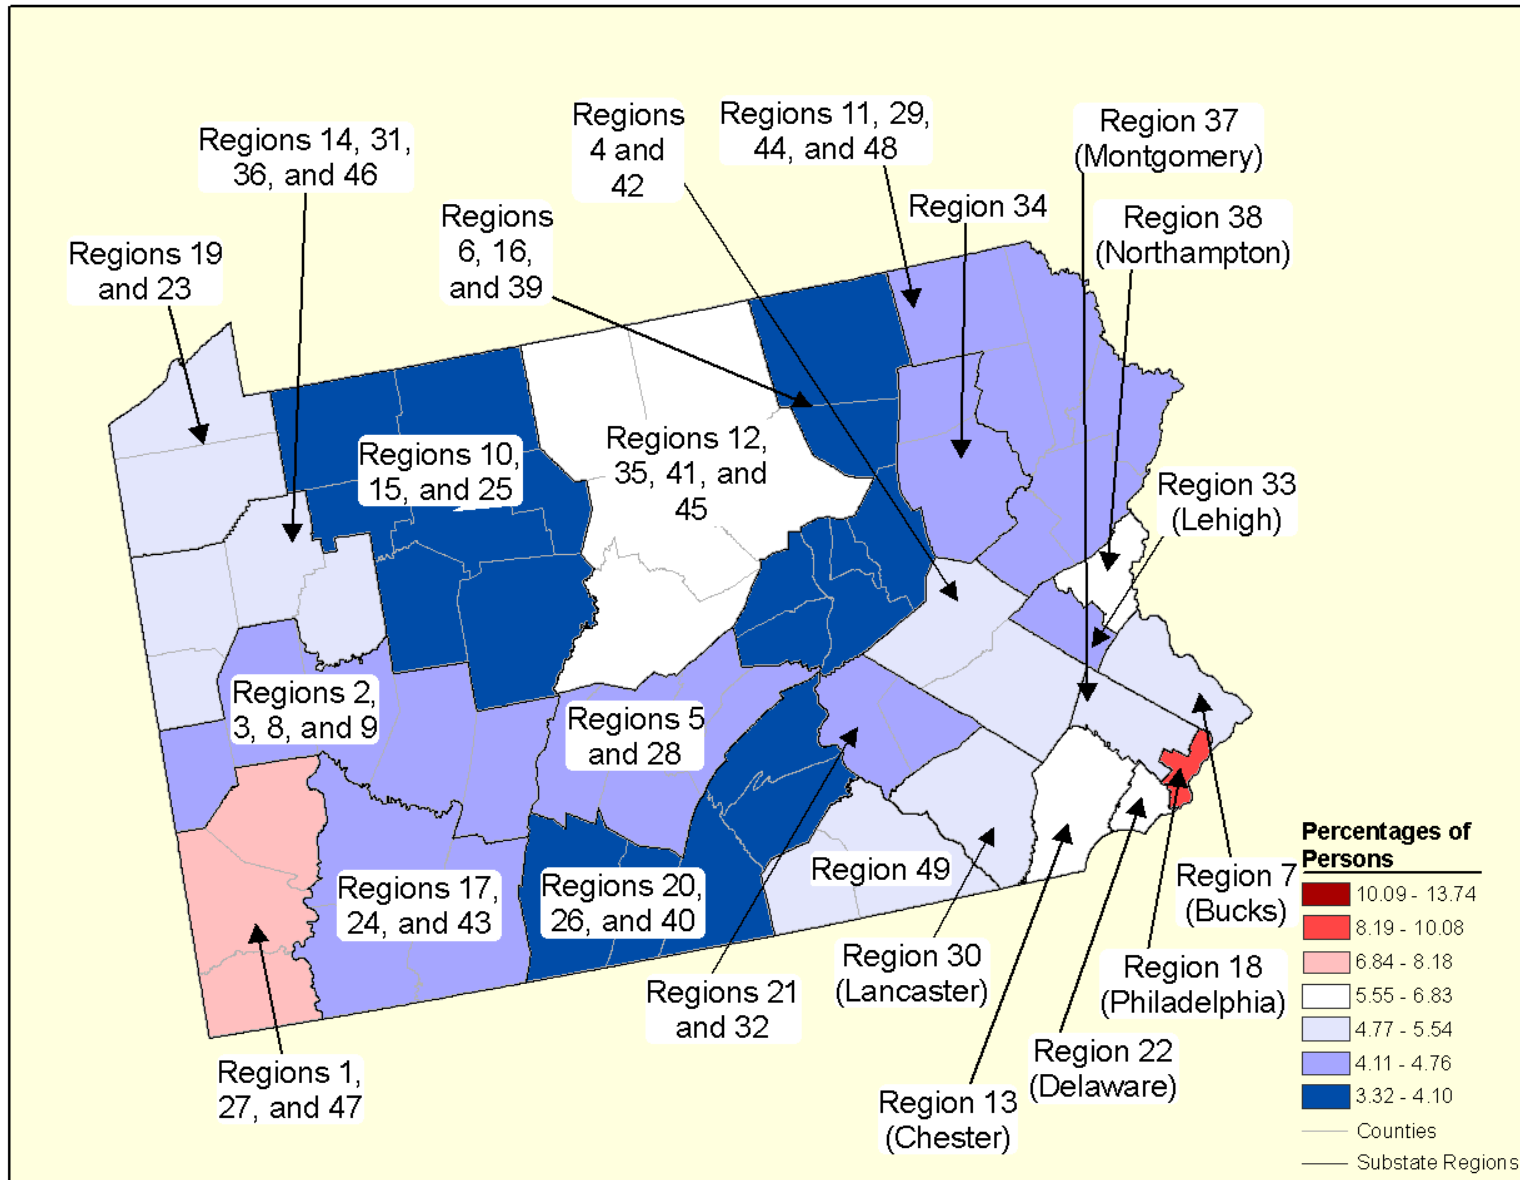 Regions 11, 29,
44, and 48
Regions
4 and
42
Region 37
(Montgomery)
Regions 14, 31,
36, and 46
Region 34
Regions
6, 16,
and 39
Region 38
(Northampton)
Regions 19
and 23
Regions 12,
35, 41, and
45
Regions 10,
15, and 25
Region 33
(Lehigh)
Regions 2,
3, 8, and 9
Regions 5
and 28
Region 49
Regions 17,
24, and 43
Regions 20,
26, and 40
Region 7
(Bucks)
Region 30
(Lancaster)
Region 18
(Philadelphia)
Regions 21
and 32
Region 22
(Delaware)
Regions 1,
27, and 47
Region 13
(Chester)
Percentages of
Persons
10.09 - 13.74
8.19 - 10.08
6.84 - 8.18
5.55 - 6.83
4.77 - 5.54
4.11 - 4.76
3.32 - 4.10
Counties
Substate Regions